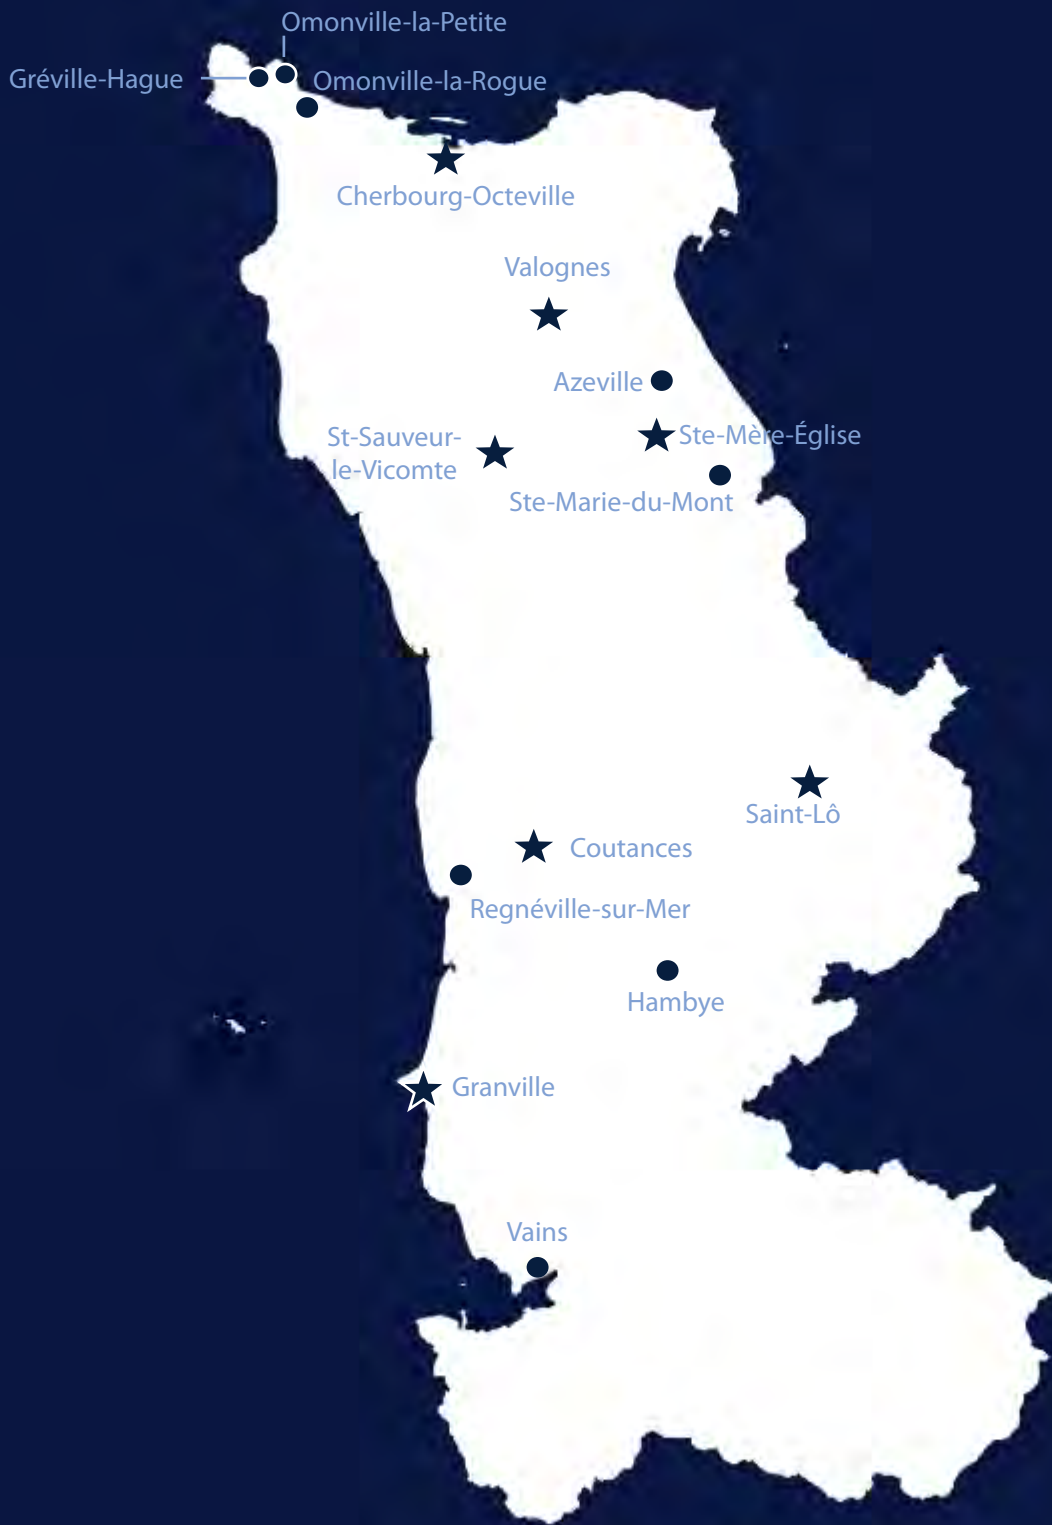 Omonville-la-Petite
Gréville-Hague
Omonville-la-Rogue
Cherbourg-Octeville
Valognes
Azeville
Ste-Mère-Église
St-Sauveur-
le-Vicomte
Ste-Marie-du-Mont
Saint-Lô
Coutances
Regnéville-sur-Mer
Hambye
Granville
Vains